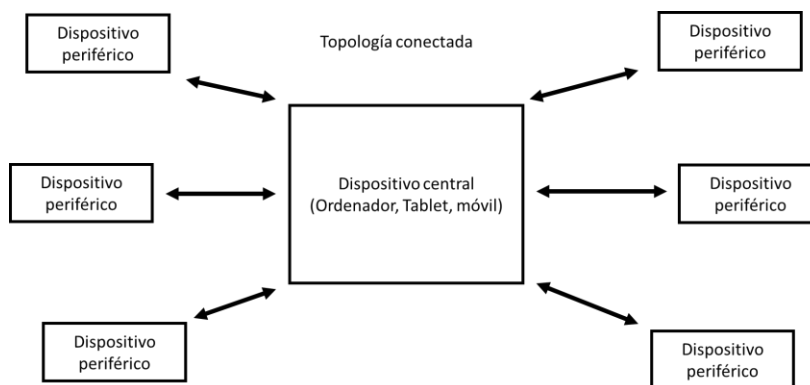 Dispositivo
periférico
Topología conectada
Dispositivo
periférico
Dispositivo
periférico
Dispositivo central
(Ordenador, Tablet, móvil)
Dispositivo
periférico
Dispositivo
periférico
Dispositivo
periférico